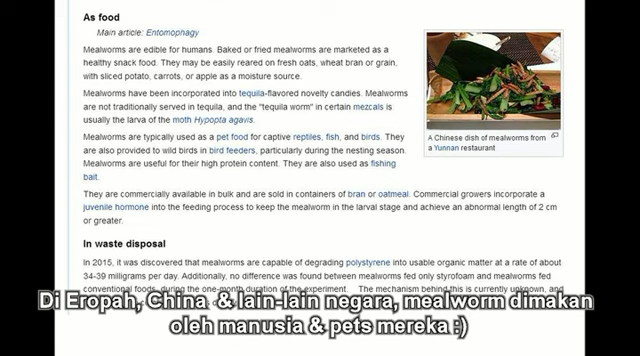 As food
Main article: Entomophagy
Mealworms are edible for humans. Baked or fried mealworms are marketed as a
healthy snack food. They may be easily reared on fresh oats, wheat bran or grain,
with sliced potato, carrots, or apple as a moisture source.
Mealworms have been incorporated into tequila-flavored novelty candies. Mealworms
are not traditionally served in tequila, and the "tequila worm" in certain mezcals is
usually the larva of the moth Hypopta agavis.
Mealworms are typically used as a pet food for captive reptiles, fish, and birds. They
are also provided to wild birds in bird feeders, particularly during the nesting season.
Mealworms are useful for their high protein content. They are also used as fishing
bait.
A Chinese dish of mealworms from
a Yunnan restaurant
They are commercially available in bulk and are sold in containers of bran or oatmeal. Commercial growers incorporate a
juvenile hormone into the feeding process to keep the mealworm in the larval stage and achieve an abnormal length of 2 cm
or greater.
In waste disposal
In 2015, it was discovered that mealworms are capable of degrading polystyrene into usable organic matter at a rate of about
34-39 milligrams per day. Additionally, no difference was found between mealworms fed only styrofoam and mealworms fed
conventional foods, during the one-month duration of the experiment. The mechanism behind this is currently unknown, and
Di Eropah, China & lain-lain negara, mealworm dimakan
oleh manusia & pets mereka :)